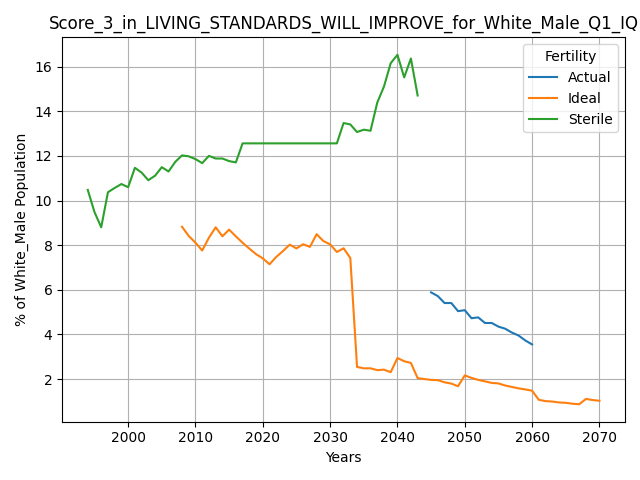 Score_3_in_LIVING_STANDARDS_WILL_IMPROVE_for_White_Male_Q1_IQ
Fertility
Actual
Ideal
Sterile
% of White_Male Population
16
14
12
10
8
6
4
2
2000 2010 2020 2030 2040 2050 2060 2070
Years